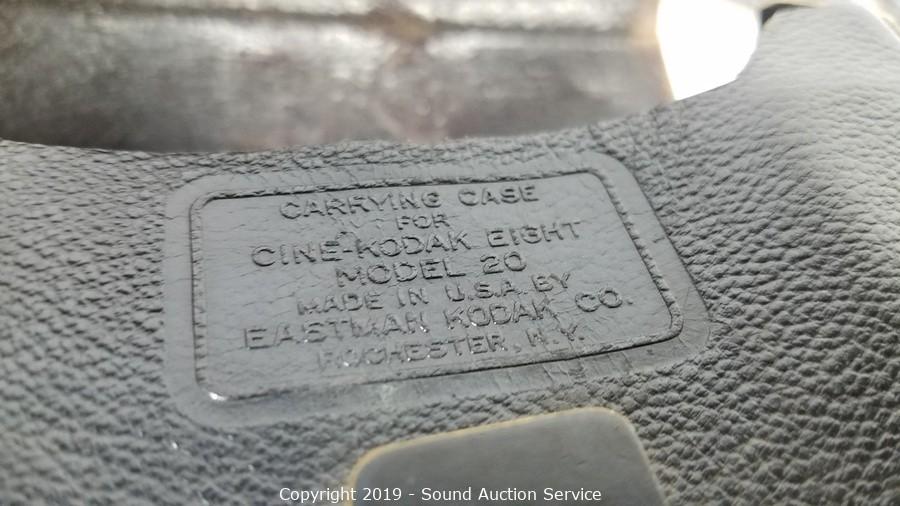 CARRYING CASE
FOR
CINE-KODAK EIGHT
MODEL 20
MADE IN U.S.A. BY
EASTMAN KODAK CO.
ROCHESTER, N.Y.
Copyright 2019 - Sound Auction Service